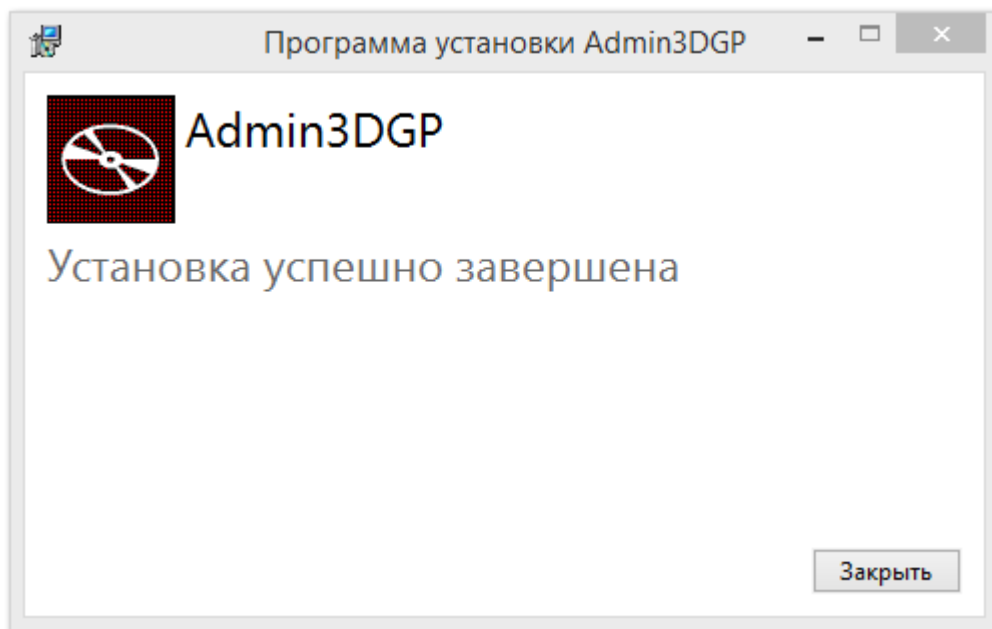 Программа установки Admin3DGP
Admin3DGP
Установка успешно завершена
Закрыть